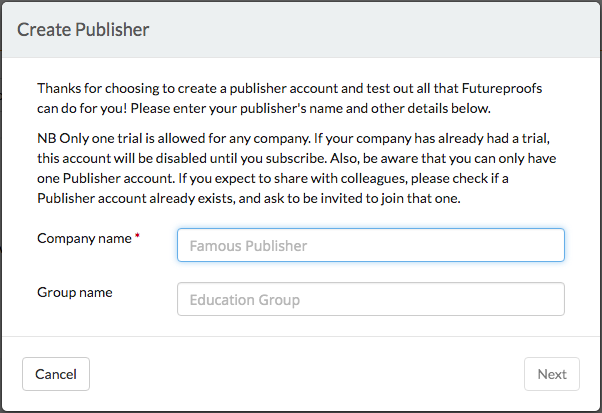 Create Publisher
Thanks for choosing to create a publisher account and test out all that Futureproofs
can do for you! Please enter your publisher's name and other details below.
NB Only one trial is allowed for any company. If your company has already had a trial,
this account will be disabled until you subscribe. Also, be aware that you can only have
one Publisher account. If you expect to share with colleagues, please check if a
Publisher account already exists, and ask to be invited to join that one.
Company name *
Famous Publisher
Group name
Education Group
Cancel
Next